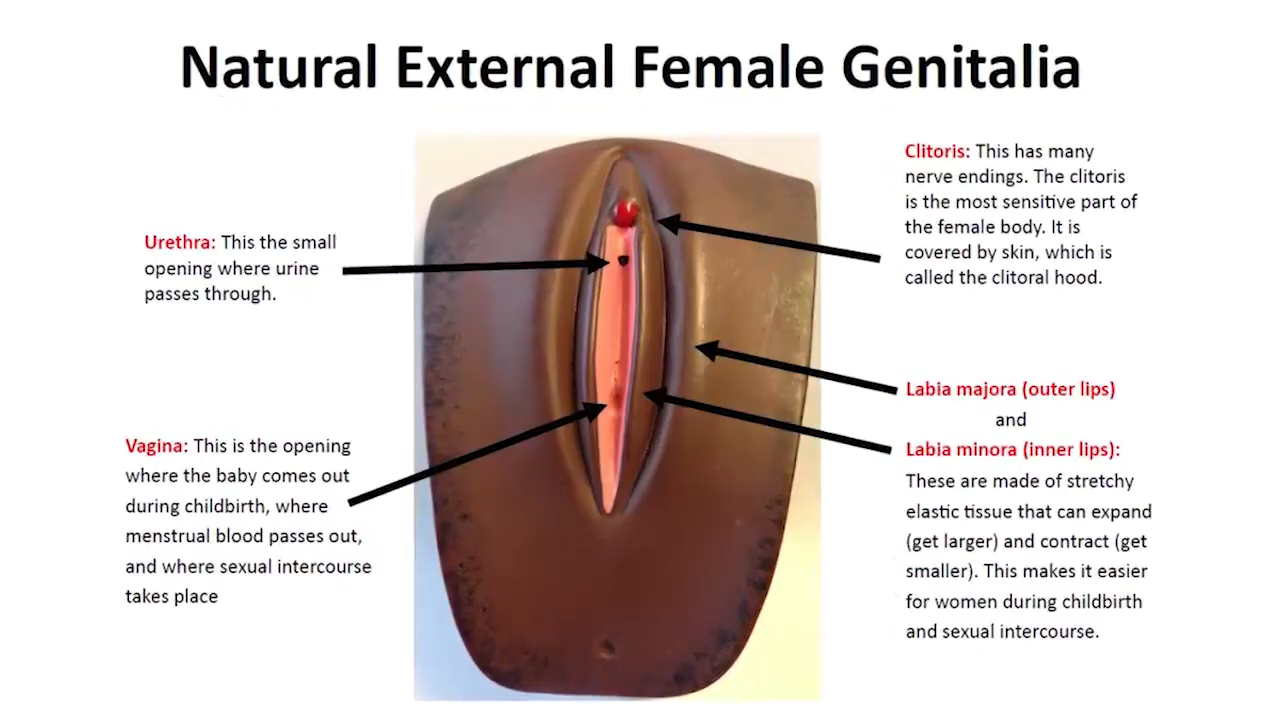 Natural External Female Genitalia
Urethra: This the small
opening where urine
passes through.
Vagina: This is the opening
where the baby comes out
during childbirth, where
menstrual blood passes out,
and where sexual intercourse
takes place
Clitoris: This has many
nerve endings. The clitoris
is the most sensitive part of
the female body. It is
covered by skin, which is
called the clitoral hood.
Labia majora (outer lips)
and
Labia minora (inner lips):
These are made of stretchy
elastic tissue that can expand
(get larger) and contract (get
smaller). This makes it easier
for women during childbirth
and sexual intercourse.